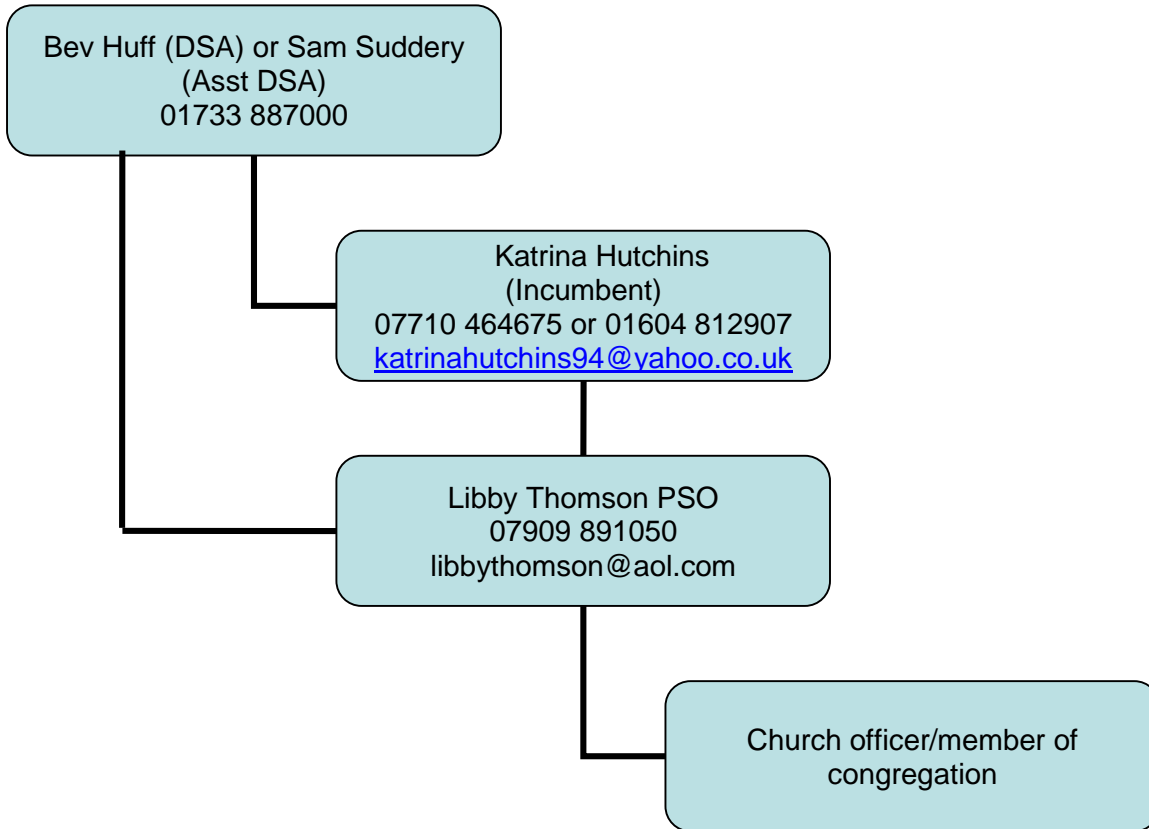 Bev Huff (DSA) or Sam Suddery
(Asst DSA)
01733 887000
Katrina Hutchins
(Incumbent)
07710 464675 or 01604 812907
katrinahutchins94@yahoo.co.uk
Libby Thomson PSO
07909 891050
libbythomson@aol.com
Church officer/member of
congregation